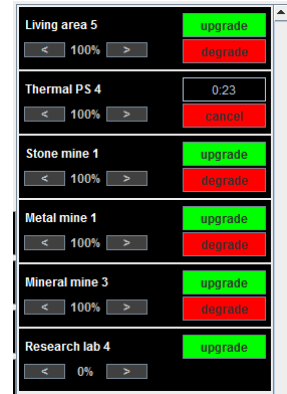 Living area 5 upgrade
< 100% > degrade
Thermal PS 4 0:23
< 100% > cancel
Stone mine 1 upgrade
< 100% > degrade
Metal mine 1 upgrade
< 100% > degrade
Mineral mine 3 upgrade
< 100% > degrade
Research lab 4 upgrade
< 0% >